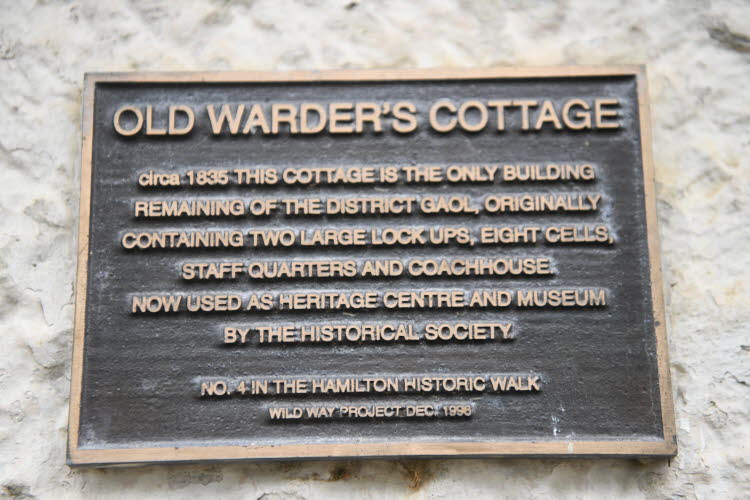 OLD WARDER'S COTTAGE
circa 1835 THIS COTTAGE IS THE ONLY BUILDING
REMAINING OF THE DISTRICT GAOL, ORIGINALLY
CONTAINING TWO LARGE LOCK UPS, EIGHT CELLS,
STAFF QUARTERS AND COACHHOUSE.
NOW USED AS HERITAGE CENTRE AND MUSEUM
BY THE HISTORICAL SOCIETY.
NO. 4 IN THE HAMILTON HISTORIC WALK
WILD WAY PROJECT DEC. 1996